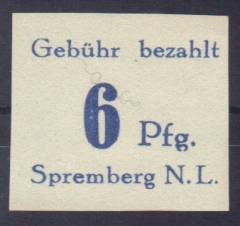 Gebühr bezahlt
6 Pfg.
Spremberg N.L.